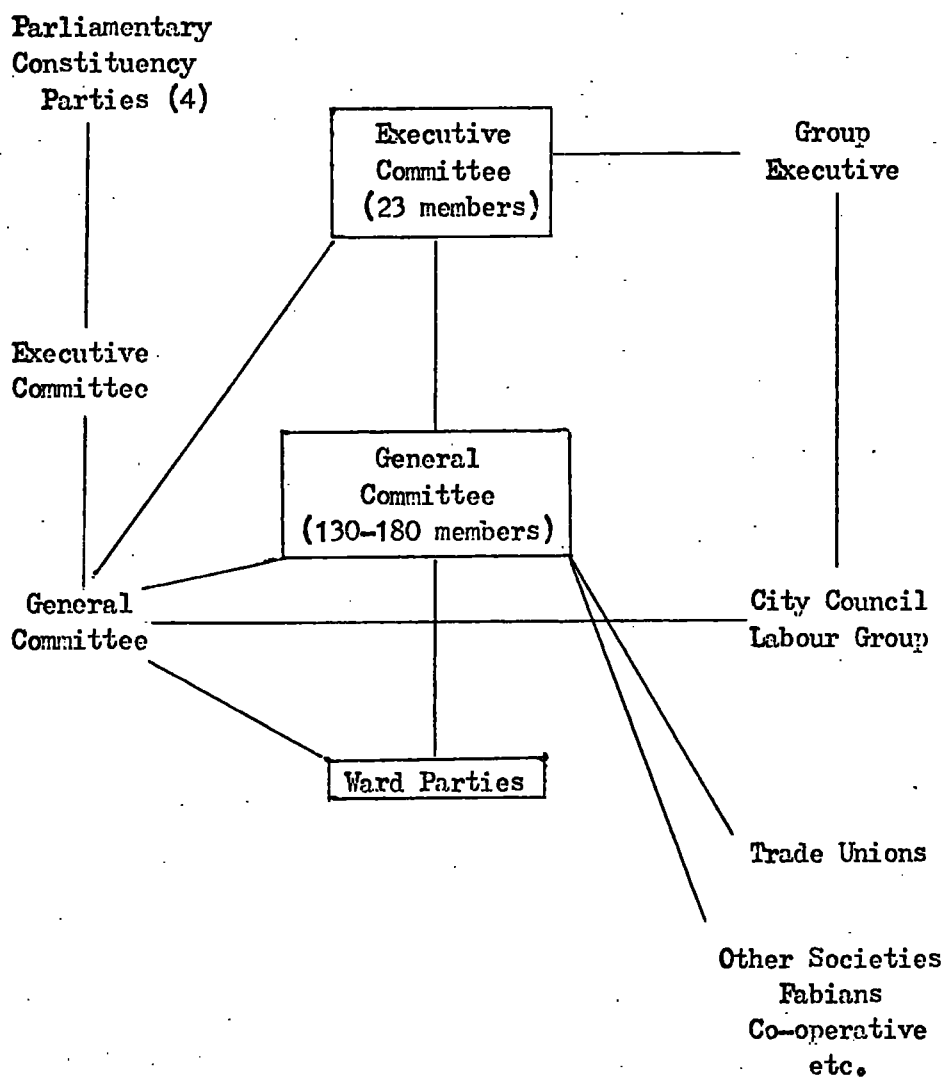 Parliamentary
Constituency
Parties (4)
Executive
Committee
(23 members)
Group
Executive
Executive
Committee
General
Committee
(130-180 members)
General
Committee
City Council
Labour Group
Ward Parties
Trade Unions
Other Societies
Fabians
Co-operative
etc.